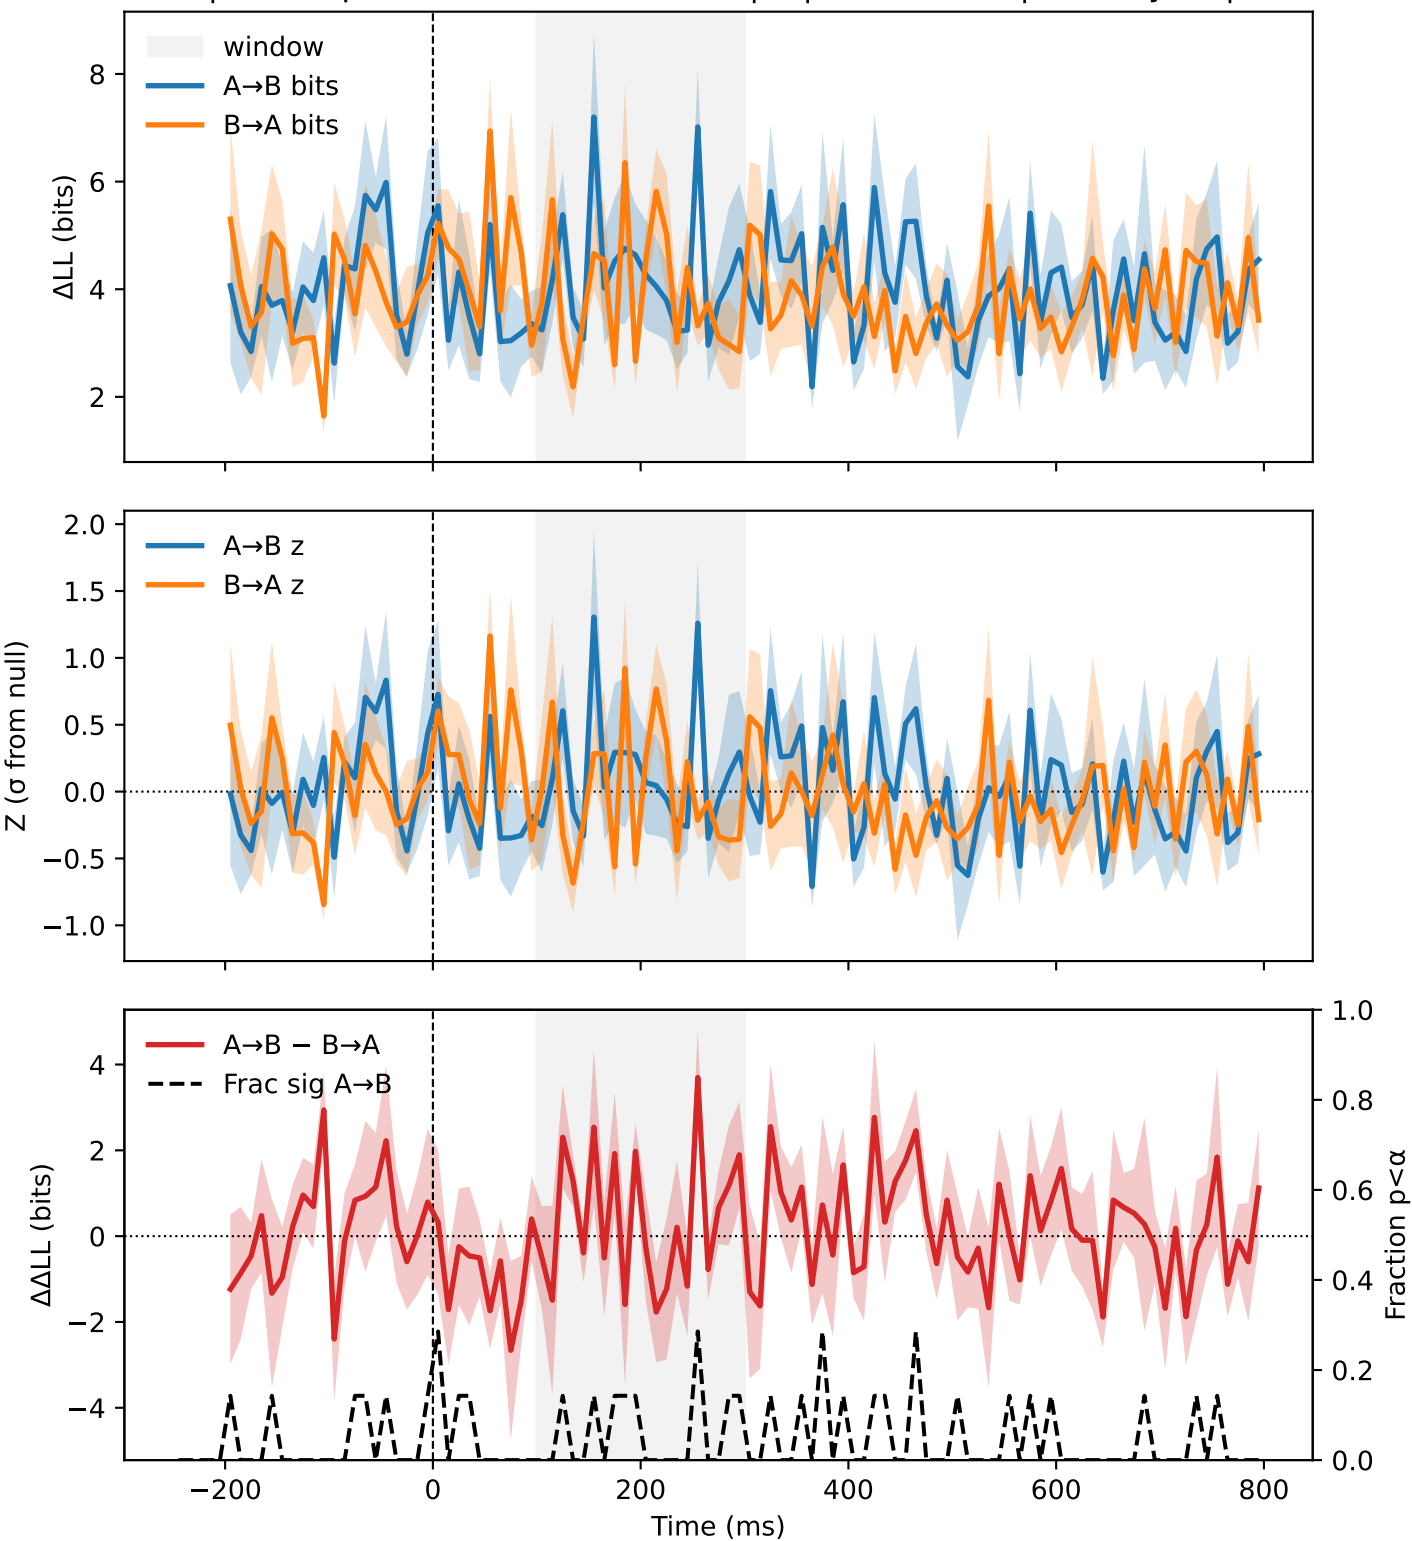 window
A→B bits
B→A bits
8
6
4
2
ΔLL (bits)
A→B z
B→A z
2.0
1.5
1.0
0.5
0.0
−0.5
−1.0
Z (σ from null)
A→B − B→A
Frac sig A→B
4
2
0
−2
−4
ΔΔLL (bits)
1.0
0.8
0.6
0.4
0.2
0.0
Fraction p<α
−200 0 200 400 600 800
Time (ms)